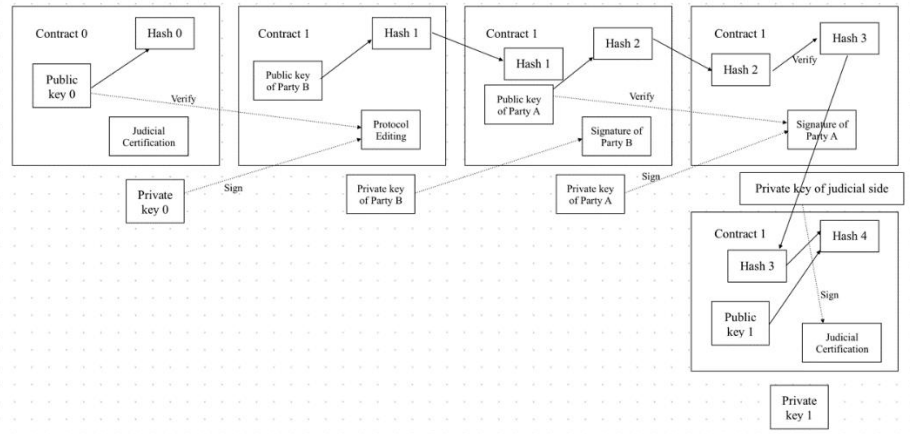 Contract 0
Hash 0
Public
key 0
Verify
Judicial
Certification
Private
key 0
Sign
Contract 1
Hash 1
Public key
of Party B
Protocol
Editing
Private key
of Party B
Contract 1
Hash 2
Hash 1
Public key
of Party A
Verify
Signature of
Party B
Private key
of Party A
Sign
Contract 1
Hash 3
Hash 2
Verify
Signature of
Party A
Private key of judicial side
Contract 1
Hash 4
Hash 3
Sign
Public
key 1
Judicial
Certification
Private
key 1